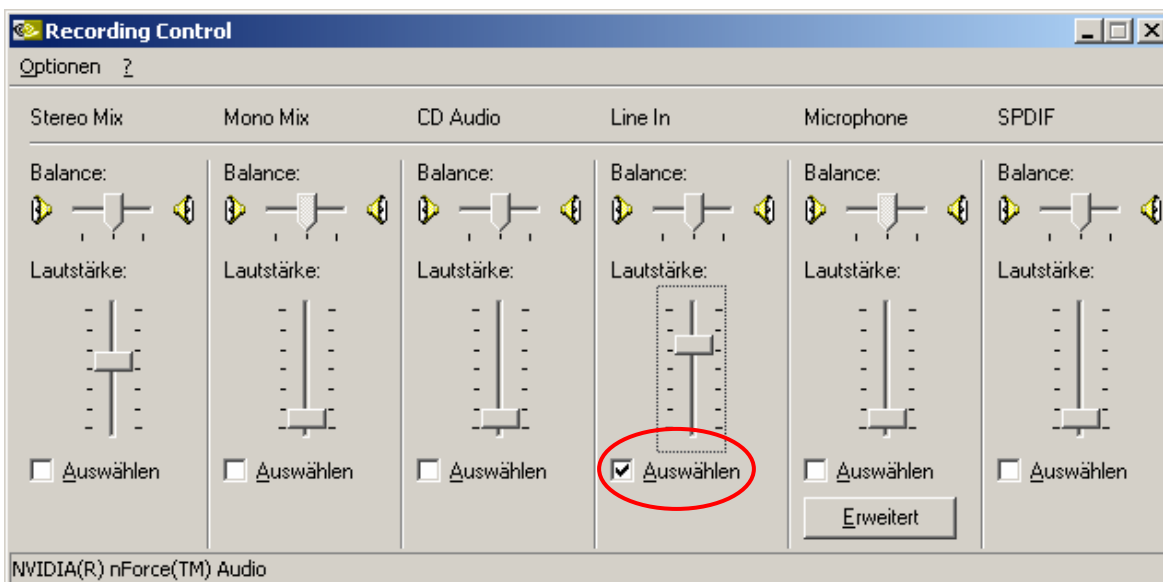 Recording Control
Optionen ?
Stereo Mix Mono Mix CD Audio Line In Microphone SPDIF
Balance: Balance: Balance: Balance: Balance: Balance:
Lautstärke: Lautstärke: Lautstärke: Lautstärke: Lautstärke: Lautstärke:
Auswählen Auswählen Auswählen Auswählen Auswählen Auswählen
Erweitert
NVIDIA(R) nForce(TM) Audio